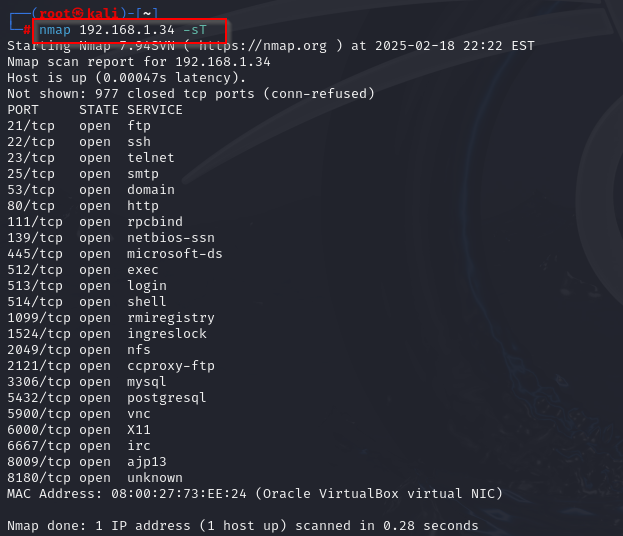 ┌──(root㉿kali)-[~]
└─# nmap 192.168.1.34 -sT
Starting Nmap 7.94SVN ( https://nmap.org ) at 2025-02-18 22:22 EST
Nmap scan report for 192.168.1.34
Host is up (0.00047s latency).
Not shown: 977 closed tcp ports (conn-refused)
PORT     STATE SERVICE
21/tcp   open  ftp
22/tcp   open  ssh
23/tcp   open  telnet
25/tcp   open  smtp
53/tcp   open  domain
80/tcp   open  http
111/tcp  open  rpcbind
139/tcp  open  netbios-ssn
445/tcp  open  microsoft-ds
512/tcp  open  exec
513/tcp  open  login
514/tcp  open  shell
1099/tcp open  rmiregistry
1524/tcp open  ingreslock
2049/tcp open  nfs
2121/tcp open  ccproxy-ftp
3306/tcp open  mysql
5432/tcp open  postgresql
5900/tcp open  vnc
6000/tcp open  X11
6667/tcp open  irc
8009/tcp open  ajp13
8180/tcp open  unknown
MAC Address: 08:00:27:73:EE:24 (Oracle VirtualBox virtual NIC)
Nmap done: 1 IP address (1 host up) scanned in 0.28 seconds